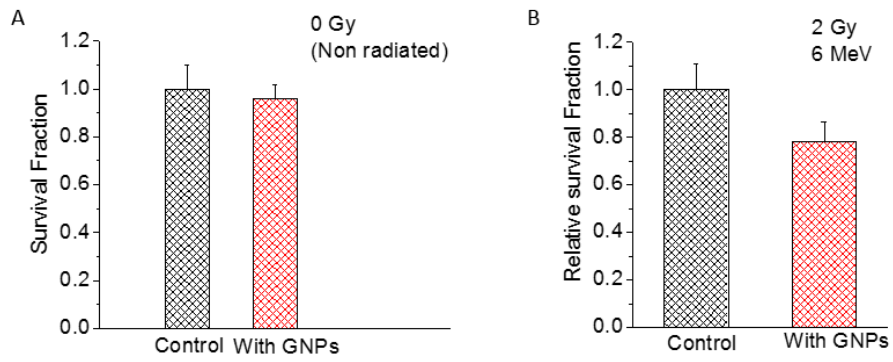 A
0 Gy
(Non radiated)
Survival Fraction
1.2
1.0
0.8
0.6
0.4
0.2
0.0
Control
With GNPs
B
2 Gy
6 MeV
Relative survival Fraction
1.2
1.0
0.8
0.6
0.4
0.2
0.0
Control
With GNPs